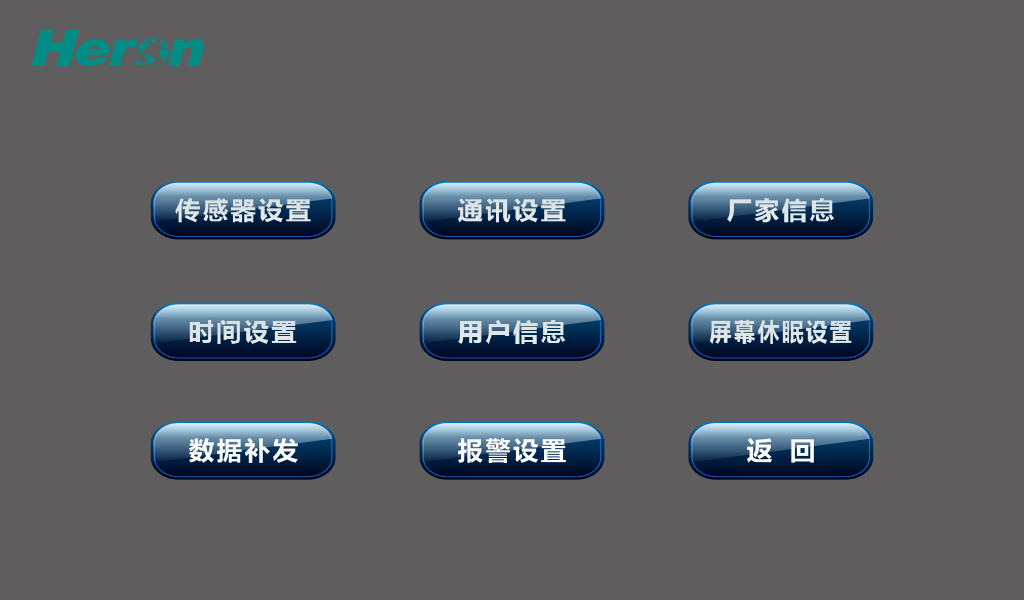 Heron
传感器设置
通讯设置
厂家信息
时间设置
用户信息
屏幕休眠设置
数据补发
报警设置
返 回